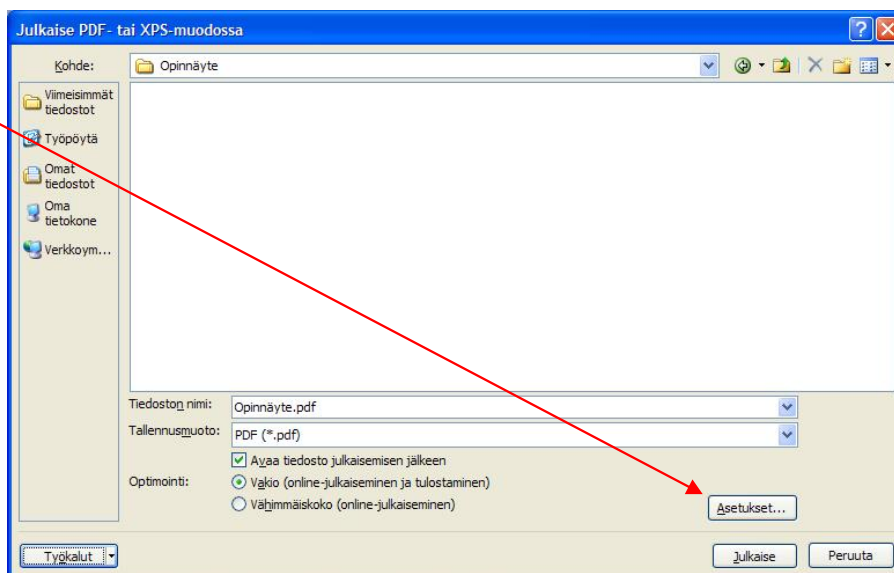 Julkaise PDF- tai XPS-muodossa
Kohde:
Opinnäyte
Viimeisimmät
tiedostot
Työpöytä
Omat
tiedostot
Oma
tietokone
Verkkoym...
Tiedoston nimi:
Opinnäyte.pdf
Tallennusmuoto:
PDF (*.pdf)
Avaa tiedosto julkaisemisen jälkeen
Optimointi:
Vakio (online-julkaiseminen ja tulostaminen)
Vähimmäiskoko (online-julkaiseminen)
Asetukset...
Työkalut
Julkaise
Peruuta